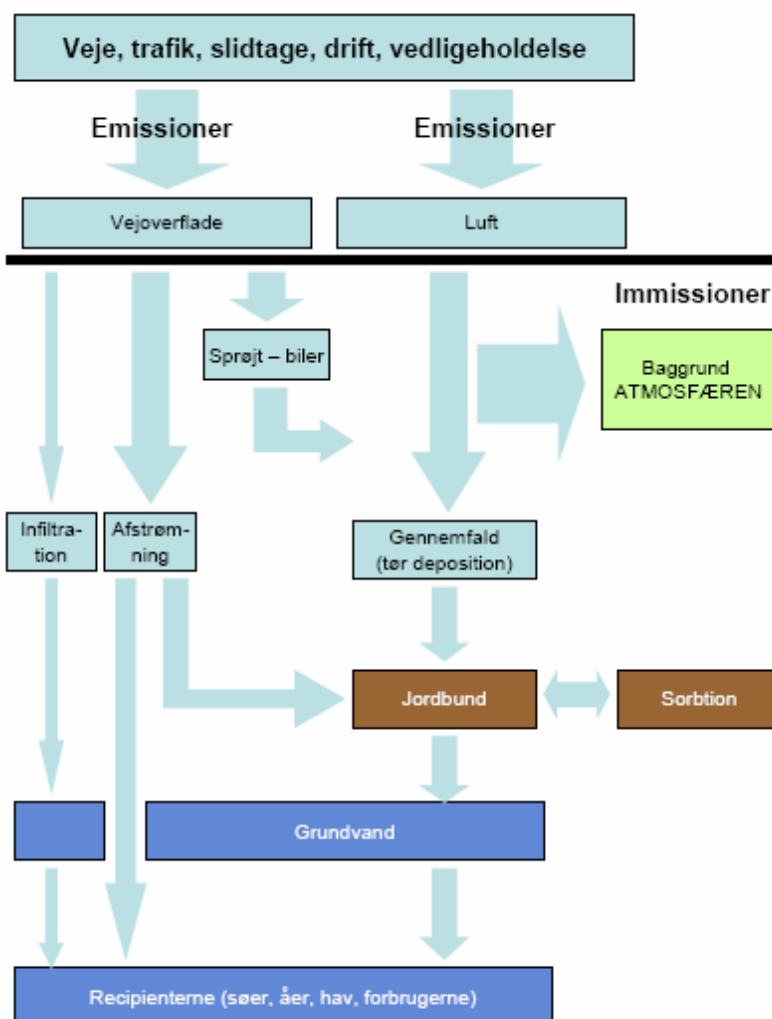 Veje, trafik, slidtage, drift, vedligeholdelse
Emissioner
Emissioner
Vejoverflade
Luft
Immissioner
Sprøjt – biler
Baggrund
ATMOSFÆREN
Infiltra-
tion
Afstrøm-
ning
Gennemfald
(tør deposition)
Jordbund
Sorbtion
Grundvand
Recipienterne (søer, åer, hav, forbrugerne)